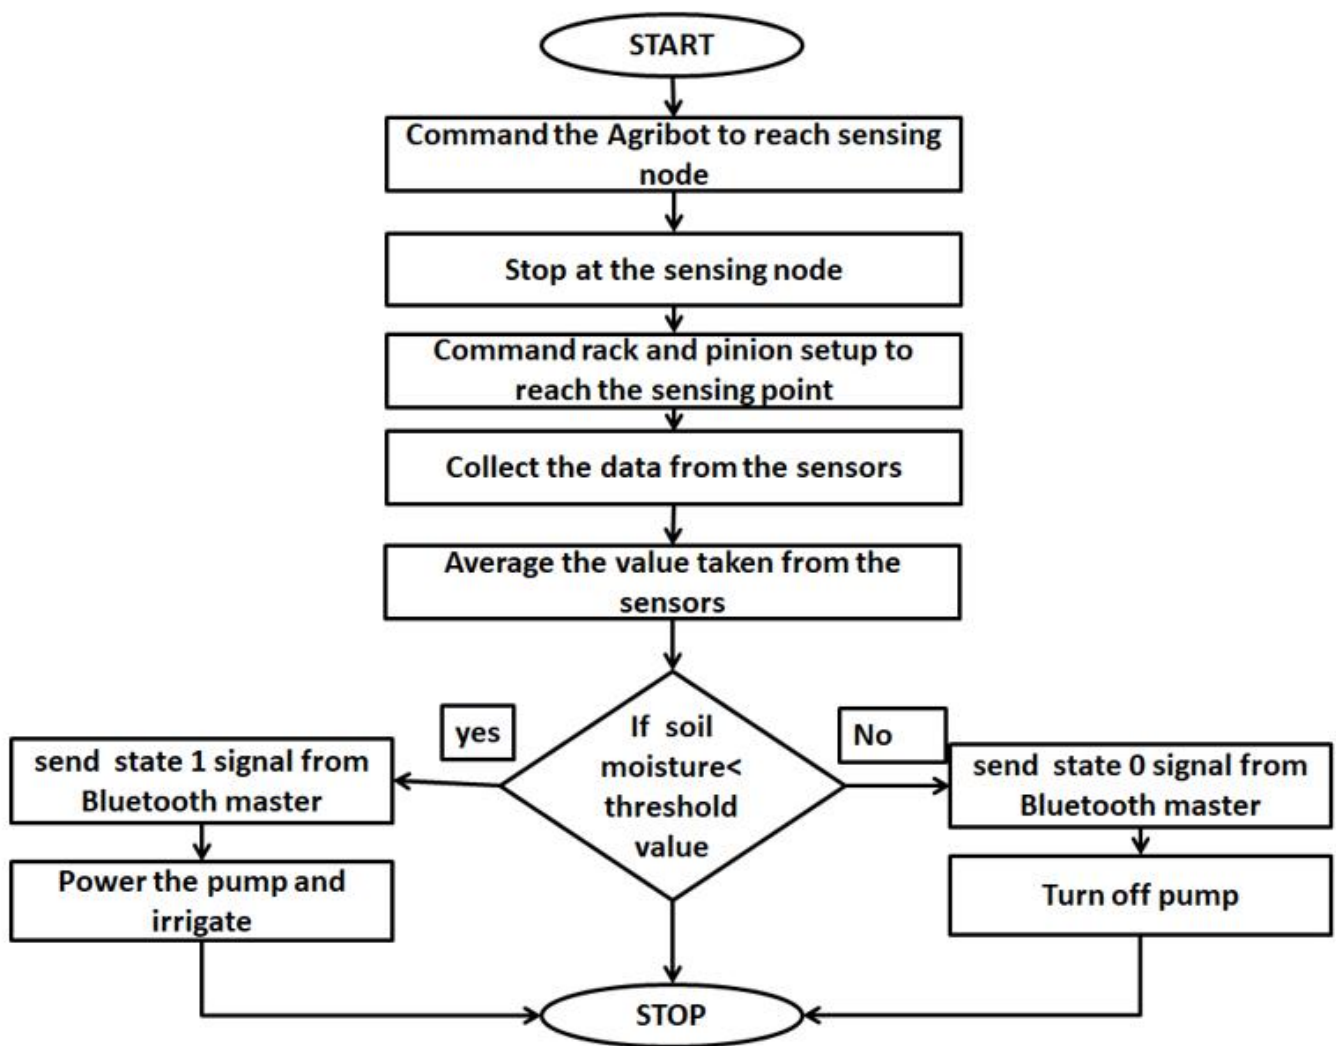 START
Command the Agribot to reach sensing
node
Stop at the sensing node
Command rack and pinion setup to
reach the sensing point
Collect the data from the sensors
Average the value taken from the
sensors
If soil
moisture<
threshold
value
yes
No
send state 1 signal from
Bluetooth master
send state 0 signal from
Bluetooth master
Power the pump and
irrigate
Turn off pump
STOP